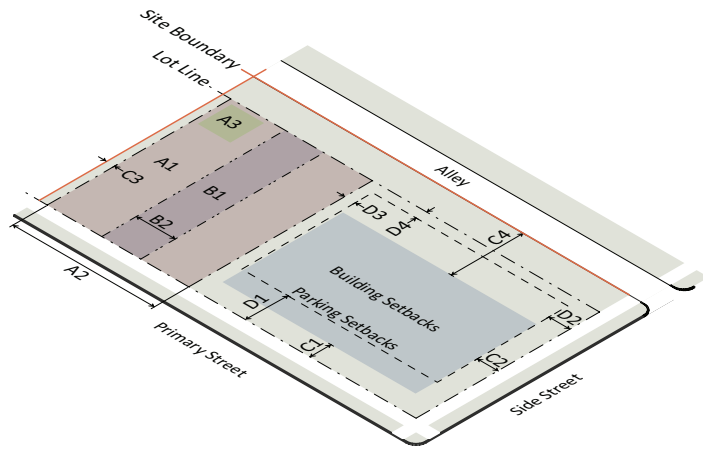 Site Boundary
Lot Line
A3
Alley
A1
C3
B1
B2
D3
D4
C4
A2
Building Setbacks
D1
Parking Setbacks
D2
C1
C2
Primary Street
Side Street